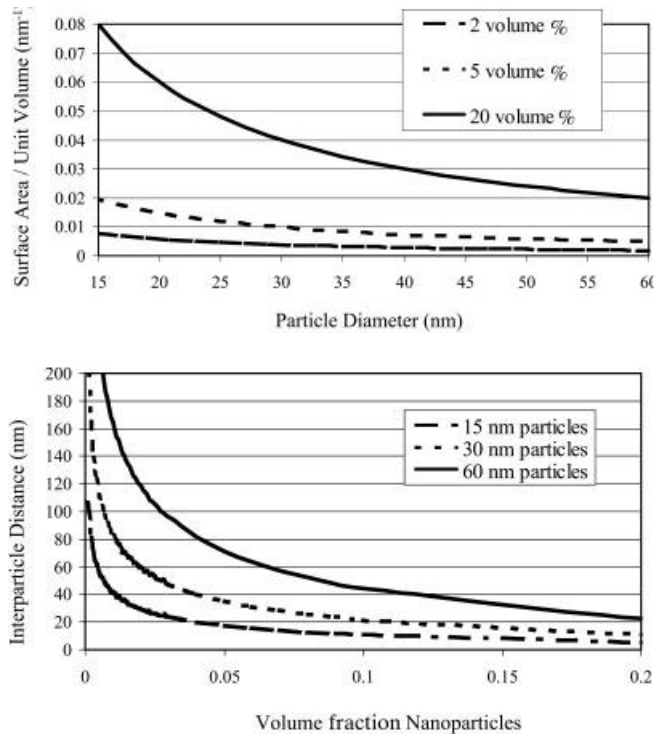 Surface Area / Unit Volume (nm⁻¹)
0.08
0.07
0.06
0.05
0.04
0.03
0.02
0.01
0
2 volume %
5 volume %
20 volume %
15 20 25 30 35 40 45 50 55 60
Particle Diameter (nm)
Interparticle Distance (nm)
200
180
160
140
120
100
80
60
40
20
0
15 nm particles
30 nm particles
60 nm particles
0 0.05 0.1 0.15 0.2
Volume fraction Nanoparticles